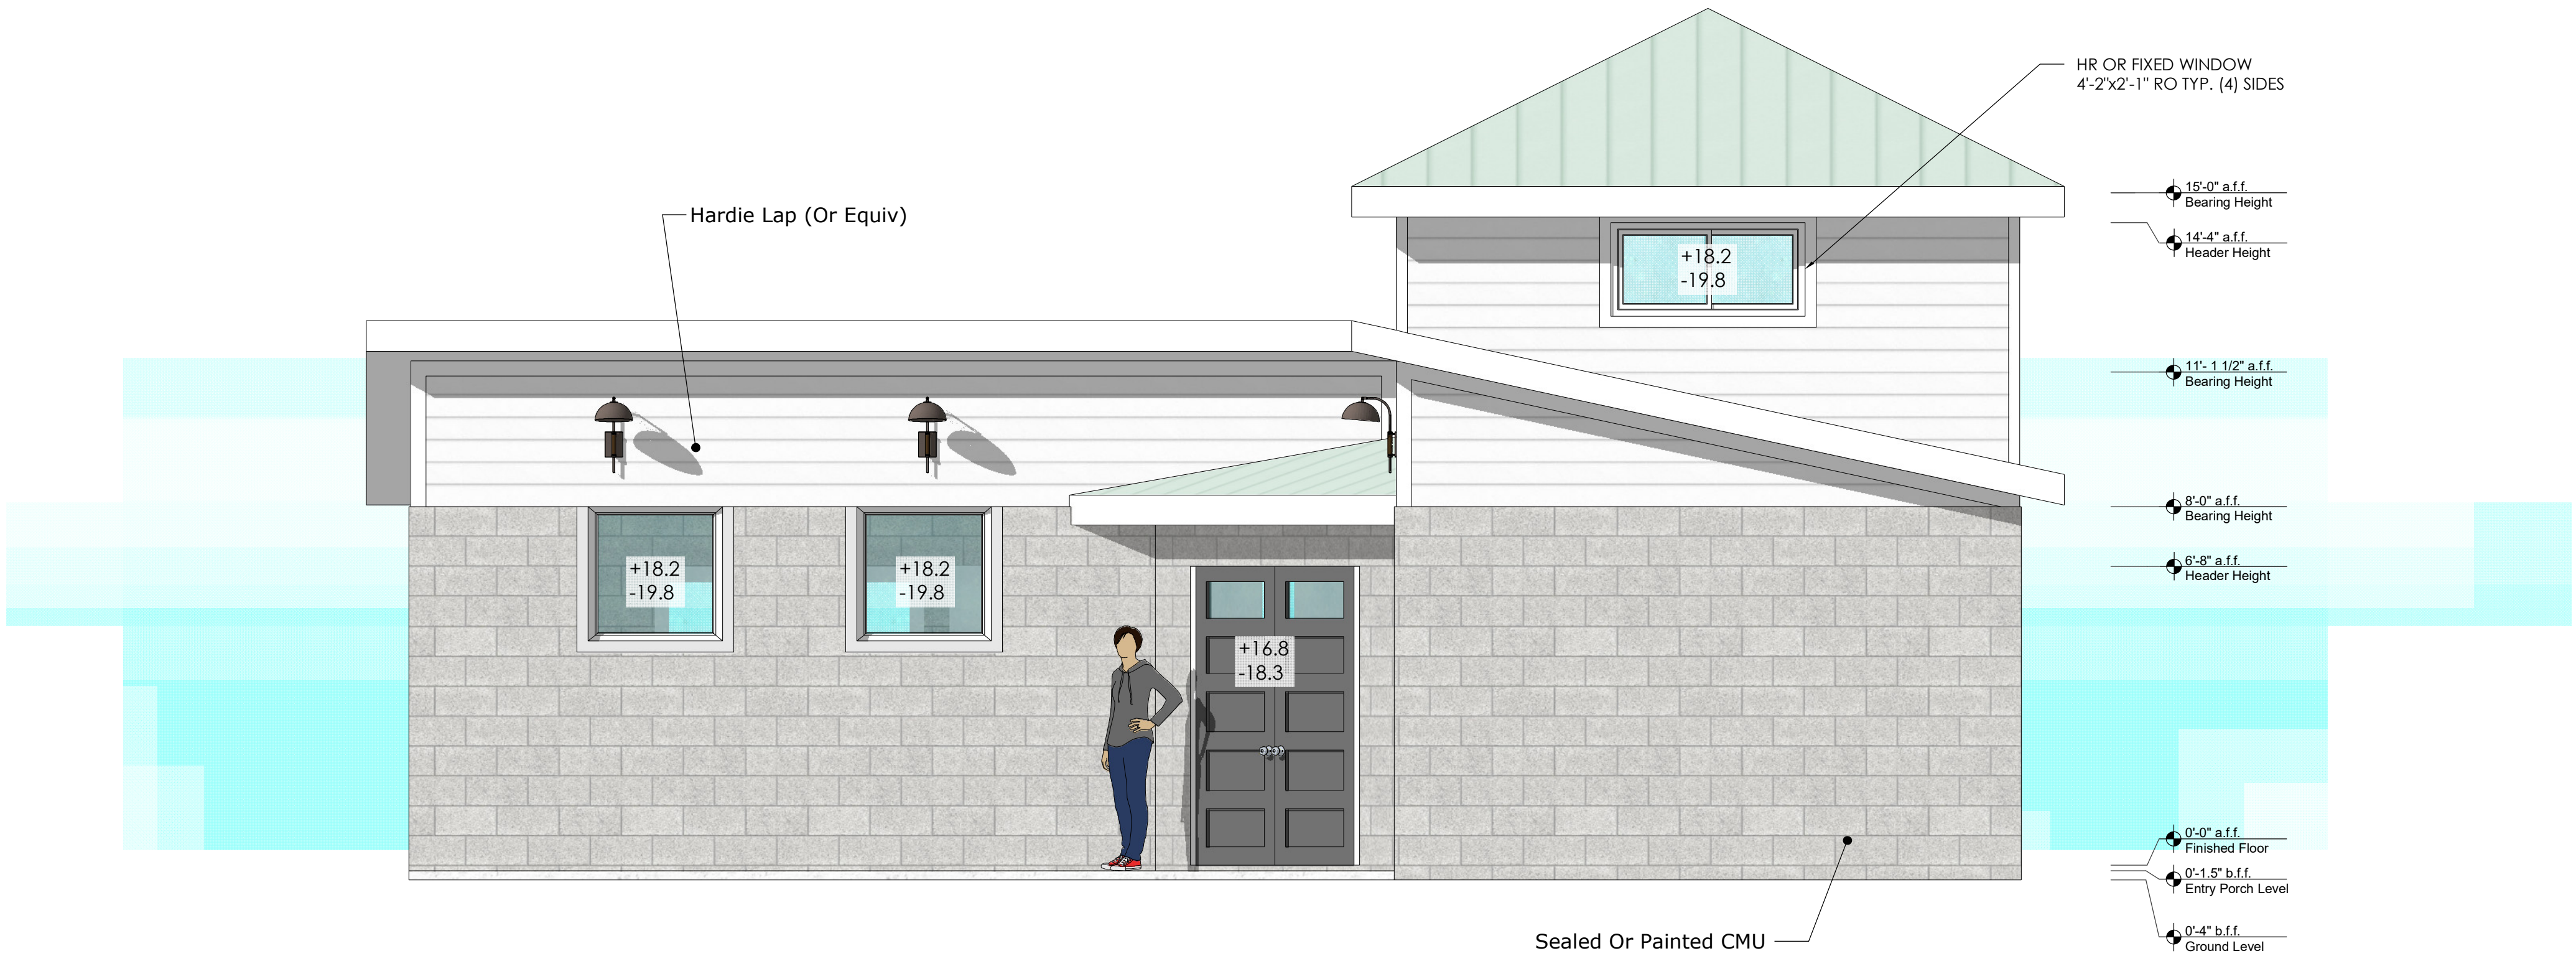 HR OR FIXED WINDOW
4'-2"x2'-1" RO TYP. (4) SIDES
15'-0" a.f.f.
Bearing Height
Hardie Lap (Or Equiv)
14'-4" a.f.f.
Header Height
+18.2
-19.8
11'- 1 1/2" a.f.f.
Bearing Height
8'-0" a.f.f.
Bearing Height
+18.2
-19.8
+18.2
-19.8
6'-8" a.f.f.
Header Height
+16.8
-18.3
0'-0" a.f.f.
Finished Floor
0'-1.5" b.f.f.
Entry Porch Level
Sealed Or Painted CMU
0'-4" b.f.f.
Ground Level